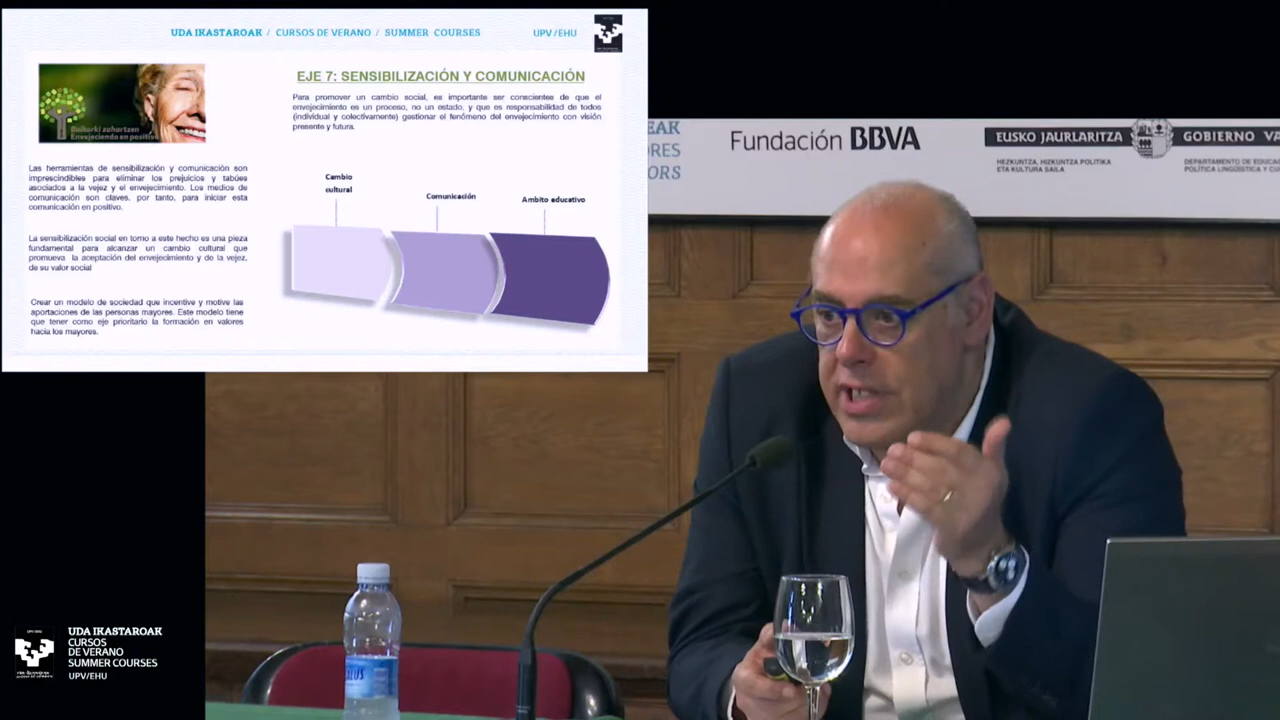 UDA IKASTAROAK / CURSOS DE VERANO / SUMMER COURSES
UPV/EHU
Baikorki zahartzen
Envejeciendo en positivo
EJE 7: SENSIBILIZACIÓN Y COMUNICACIÓN
Para promover un cambio social, es importante ser conscientes de que el
envejecimiento es un proceso, no un estado, y que es responsabilidad de todos
(individual y colectivamente) gestionar el fenómeno del envejecimiento con visión
presente y futura.
Las herramientas de sensibilización y comunicación son
imprescindibles para eliminar los prejuicios y tabúes
asociados a la vejez y el envejecimiento. Los medios de
comunicación son claves, por tanto, para iniciar esta
comunicación en positivo.
La sensibilización social en torno a este hecho es una pieza
fundamental para alcanzar un cambio cultural que
promueva la aceptación del envejecimiento y de la vejez,
de su valor social
Crear un modelo de sociedad que incentive y motive las
aportaciones de las personas mayores. Este modelo tiene
que tener como eje prioritario la formación en valores
hacia los mayores.
Cambio
cultural
Comunicación
Ambito educativo
EAK
ORES
ORS
Fundación BBVA
EUSKO JAURLARITZA
GOBIERNO VA
HEZKUNTZA, HIZKUNTZA POLITIKA
ETA KULTURA SAILA
DEPARTAMENTO DE EDUCA
POLÍTICA LINGÜÍSTICA Y CU
UDA IKASTAROAK
CURSOS
DE VERANO
SUMMER COURSES
UPV/EHU